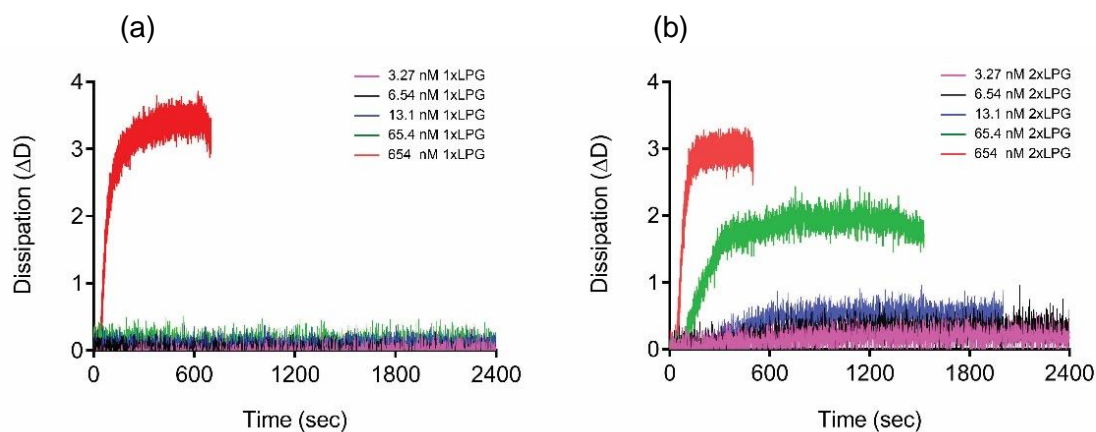 (a)
3.27 nM 1xLPG
6.54 nM 1xLPG
13.1 nM 1xLPG
65.4 nM 1xLPG
654 nM 1xLPG
4
3
2
1
0
Dissipation (ΔD)
0 600 1200 1800 2400
Time (sec)
(b)
3.27 nM 2xLPG
6.54 nM 2xLPG
13.1 nM 2xLPG
65.4 nM 2xLPG
654 nM 2xLPG
4
3
2
1
0
Dissipation (ΔD)
0 600 1200 1800 2400
Time (sec)